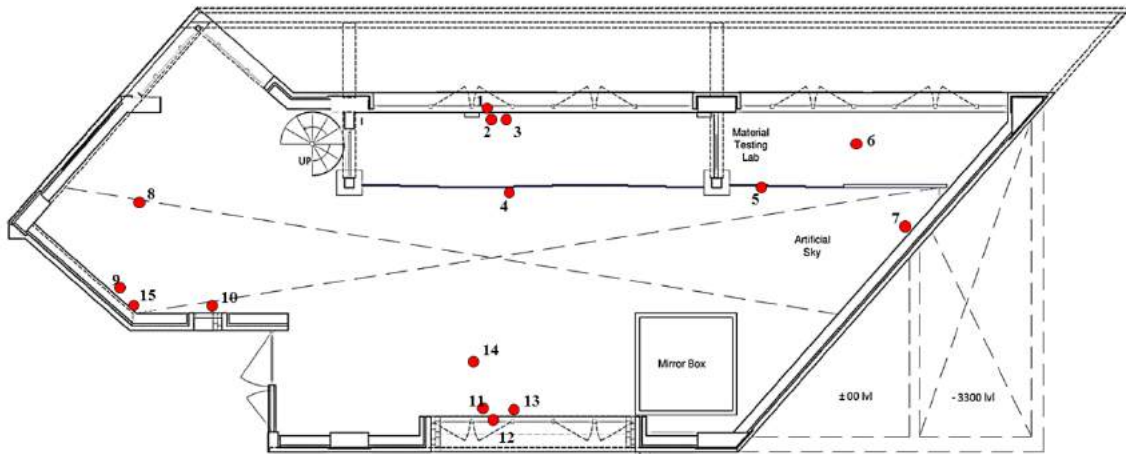 1
2
3
6
Material
Testing
Lab
UP
4
5
8
7
Artificial
Sky
9
15
10
14
Mirror Box
11
13
12
±00 lvl
-3300 lvl